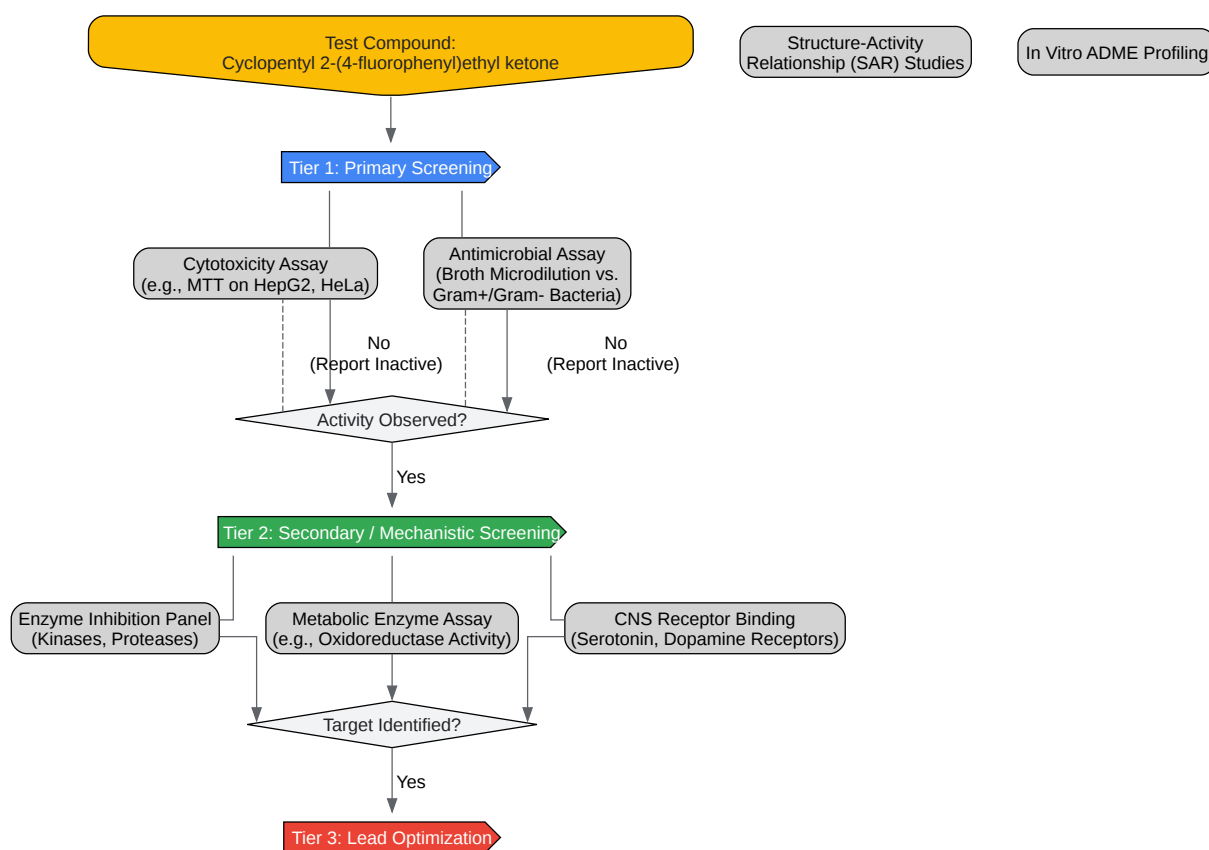 Test Compound:
Cyclopentyl 2-(4-fluorophenyl)ethyl ketone
Structure-Activity
Relationship (SAR) Studies
In Vitro ADME Profiling
Tier 1: Primary Screening
Cytotoxicity Assay
(e.g., MTT on HepG2, HeLa)
Antimicrobial Assay
(Broth Microdilution vs.
Gram+/Gram- Bacteria)
No
(Report Inactive)
No
(Report Inactive)
Activity Observed?
Yes
Tier 2: Secondary / Mechanistic Screening
Enzyme Inhibition Panel
(Kinases, Proteases)
Metabolic Enzyme Assay
(e.g., Oxidoreductase Activity)
CNS Receptor Binding
(Serotonin, Dopamine Receptors)
Target Identified?
Yes
Tier 3: Lead Optimization